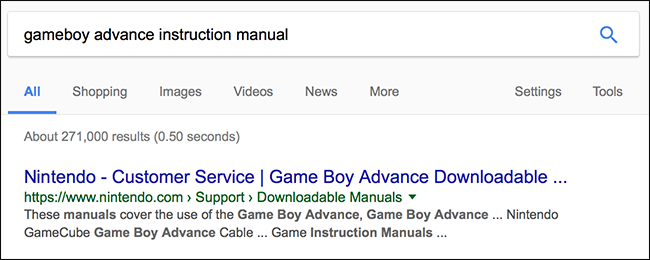 gameboy advance instruction manual
All Shopping Images Videos News More Settings Tools
About 271,000 results (0.50 seconds)
Nintendo - Customer Service | Game Boy Advance Downloadable ...
https://www.nintendo.com › Support › Downloadable Manuals
These manuals cover the use of the Game Boy Advance, Game Boy Advance ... Nintendo
GameCube Game Boy Advance Cable ... Game Instruction Manuals ...